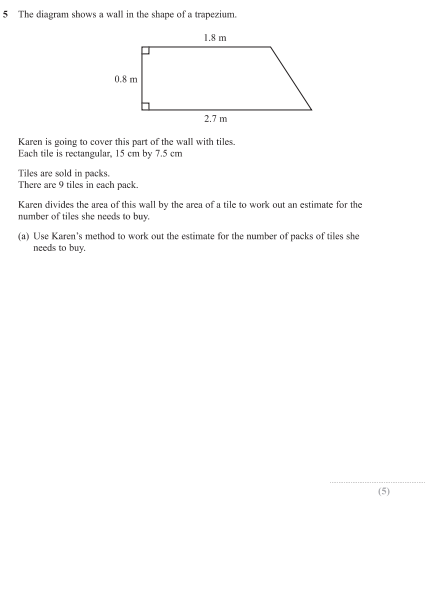 5 The diagram shows a wall in the shape of a trapezium.
1.8 m
0.8 m
2.7 m
Karen is going to cover this part of the wall with tiles.
Each tile is rectangular, 15 cm by 7.5 cm
Tiles are sold in packs.
There are 9 tiles in each pack.
Karen divides the area of this wall by the area of a tile to work out an estimate for the
number of tiles she needs to buy.
(a) Use Karen's method to work out the estimate for the number of packs of tiles she
needs to buy.
(5)